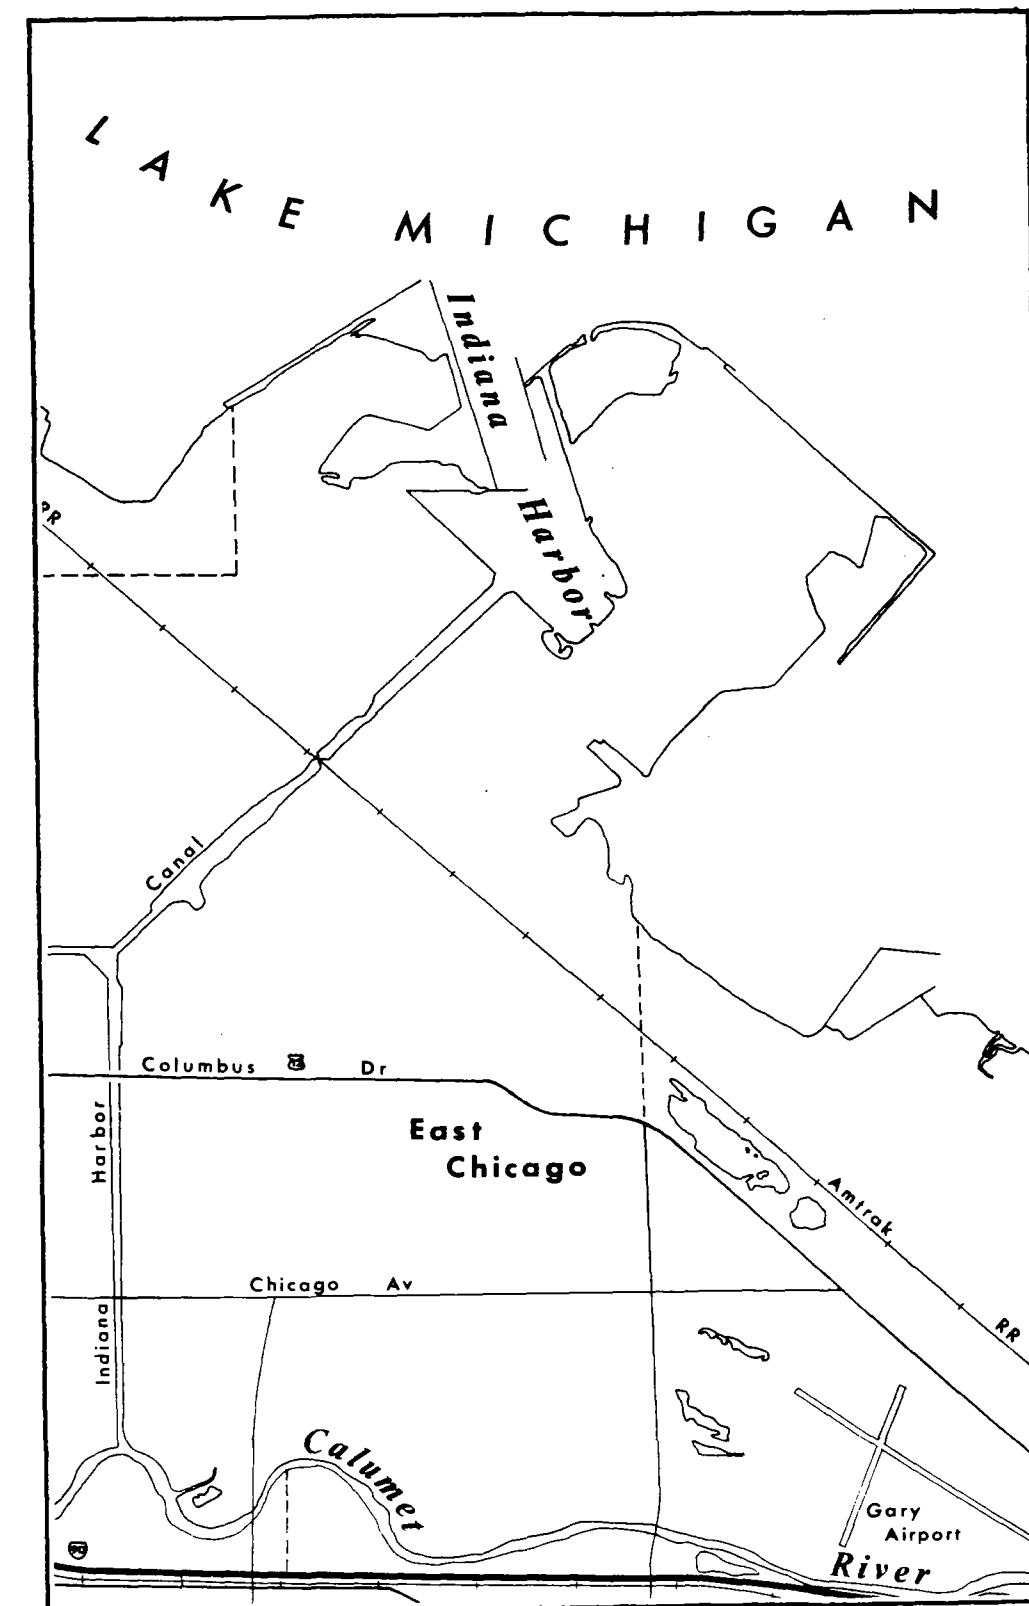 LAKE MICHIGAN
Indiana
Harbor
RR
Canal
Columbus Dr
Harbor
East
Chicago
Amtrak
RR
Chicago Av
Indiana
Calumet
Gary
Airport
90
River